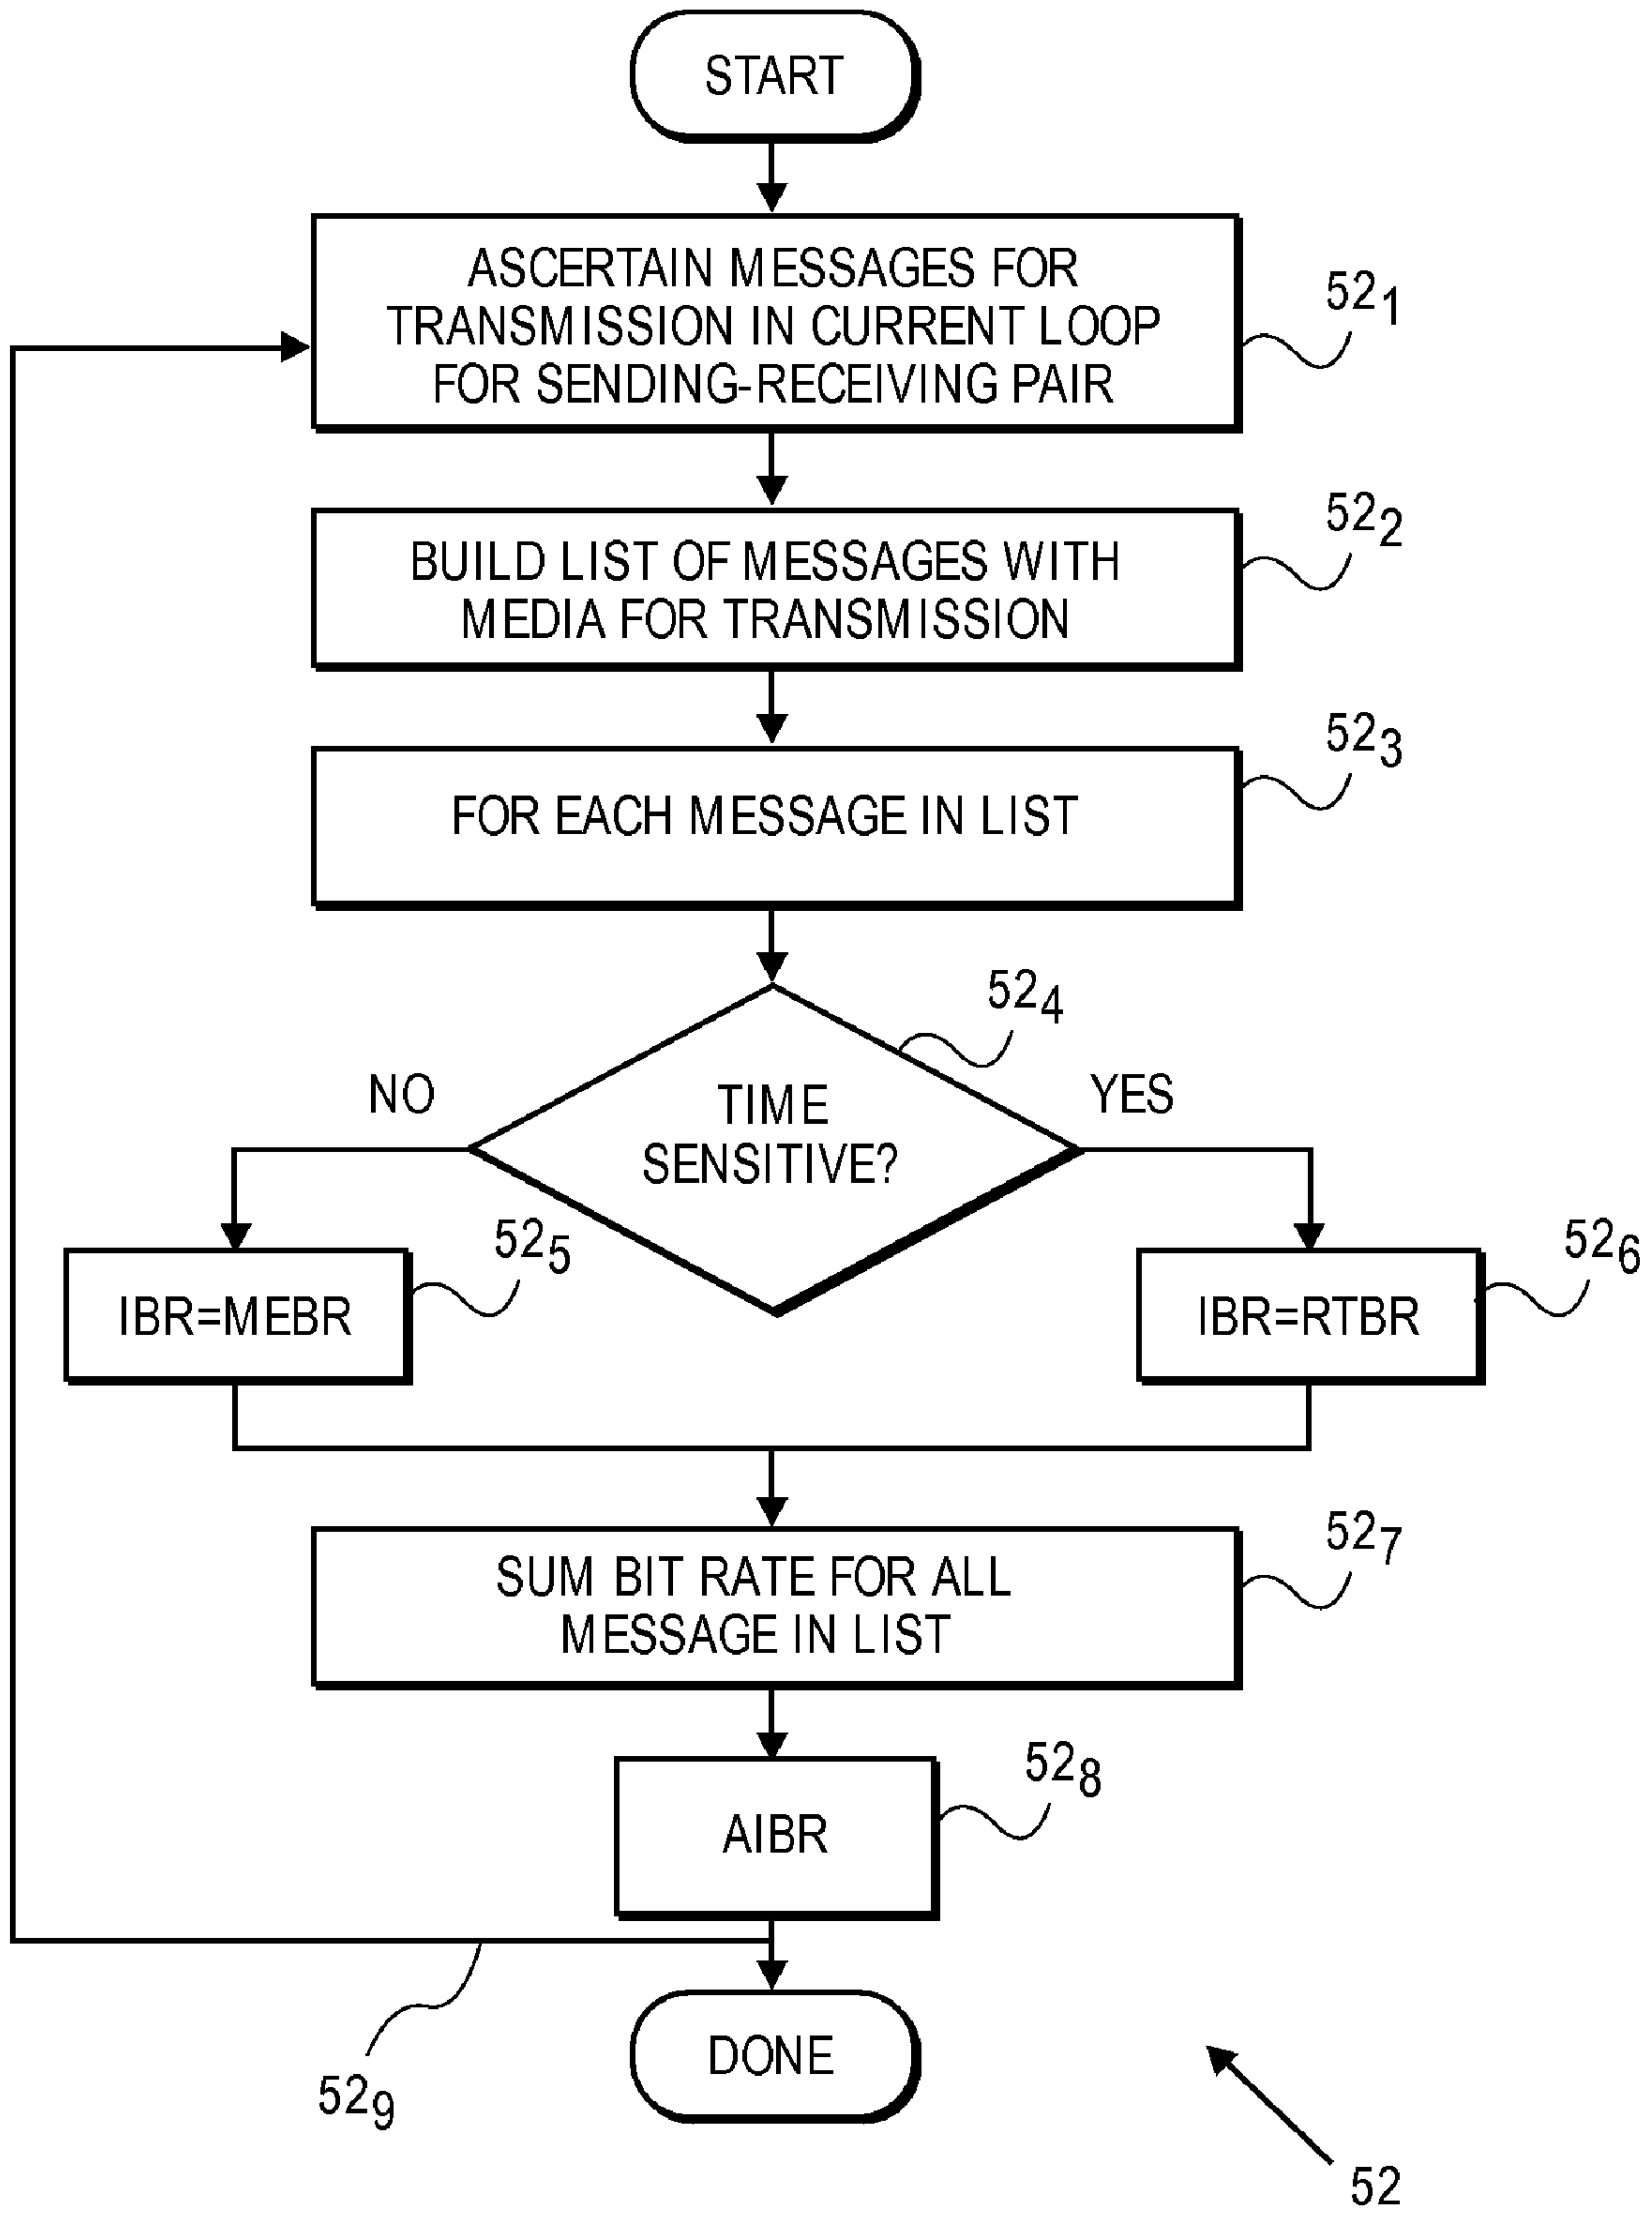 START
ASCERTAIN MESSAGES FOR
TRANSMISSION IN CURRENT LOOP
FOR SENDING-RECEIVING PAIR
52₁
BUILD LIST OF MESSAGES WITH
MEDIA FOR TRANSMISSION
52₂
FOR EACH MESSAGE IN LIST
52₃
TIME
SENSITIVE?
52₄
NO
YES
IBR=MEBR
52₅
IBR=RTBR
52₆
SUM BIT RATE FOR ALL
MESSAGE IN LIST
52₇
AIBR
52₈
DONE
52₉
52